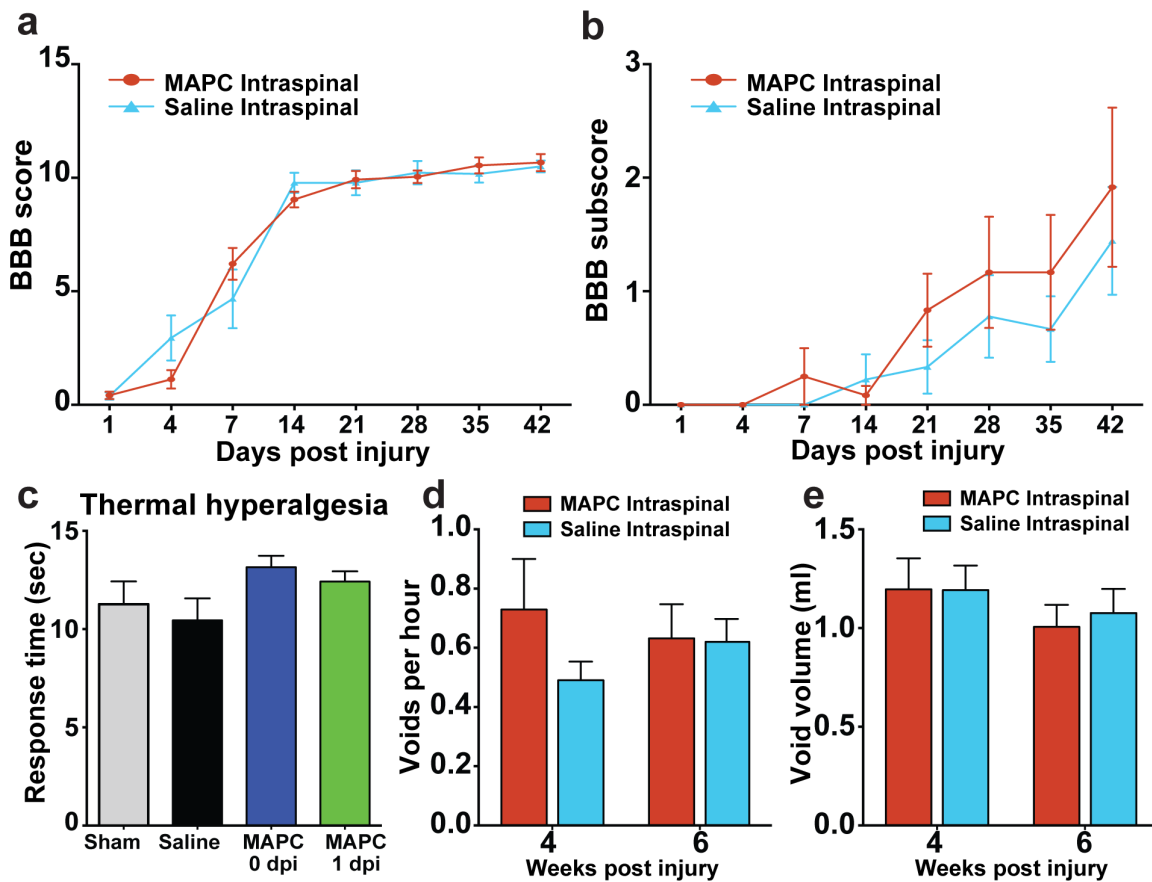 a
15
10
5
0
BBB score
MAPC Intraspinal
Saline Intraspinal
1 4 7 14 21 28 35 42
Days post injury
b
3
2
1
0
BBB subscore
MAPC Intraspinal
Saline Intraspinal
1 4 7 14 21 28 35 42
Days post injury
c
Thermal hyperalgesia
15
10
5
0
Response time (sec)
Sham Saline MAPC MAPC
0 dpi 1 dpi
d
MAPC Intraspinal
Saline Intraspinal
1.0
0.8
0.6
0.4
0.2
0.0
Voids per hour
4 6
Weeks post injury
e
MAPC Intraspinal
Saline Intraspinal
1.5
1.0
0.5
0.0
Void volume (ml)
4 6
Weeks post injury